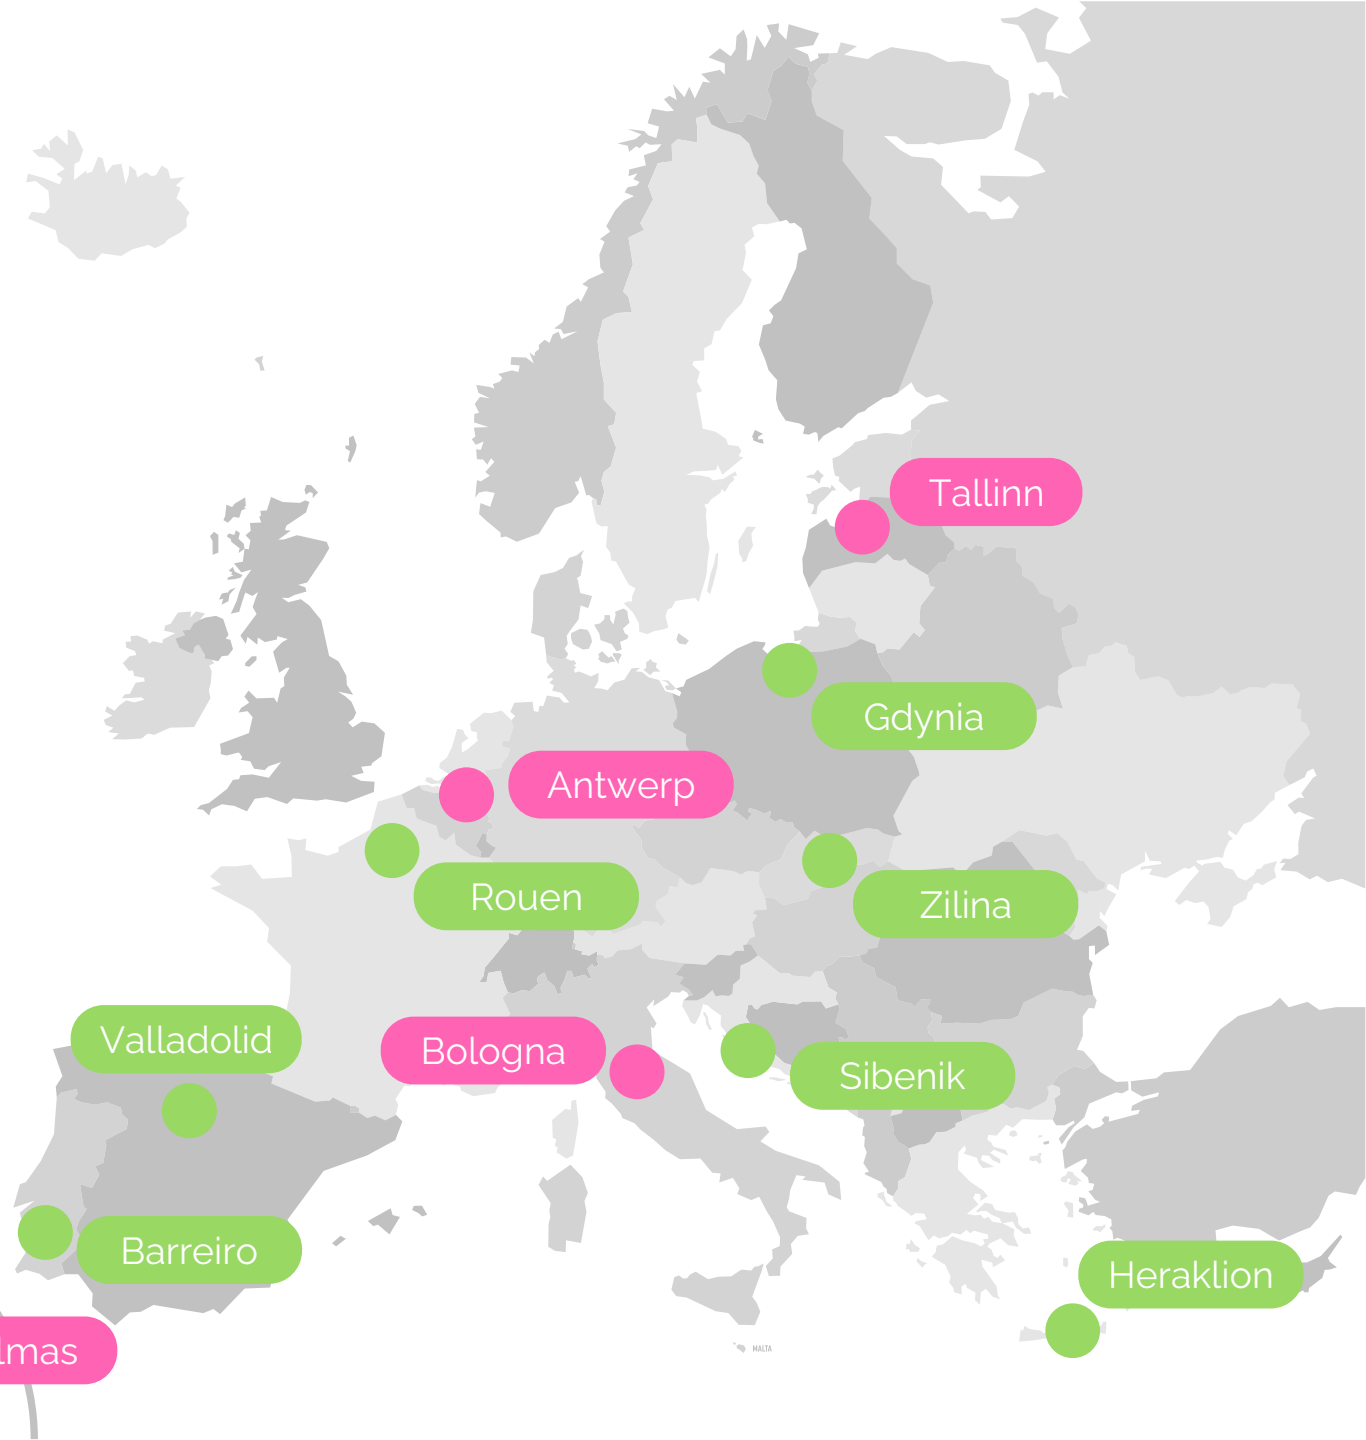 Tallinn
Gdynia
Antwerp
Rouen
Zilina
Valladolid
Bologna
Sibenik
Barreiro
Heraklion
lmas
MALTA